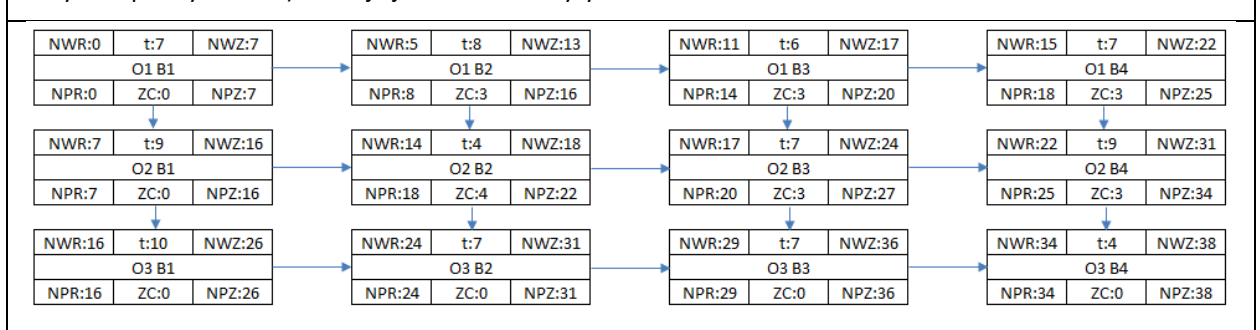 NWR:0 t:7 NWZ:7 NWR:5 t:8 NWZ:13 NWR:11 t:6 NWZ:17 NWR:15 t:7 NWZ:22
O1 B1 O1 B2 O1 B3 O1 B4
NPR:0 ZC:0 NPZ:7 NPR:8 ZC:3 NPZ:16 NPR:14 ZC:3 NPZ:20 NPR:18 ZC:3 NPZ:25
NWR:7 t:9 NWZ:16 NWR:14 t:4 NWZ:18 NWR:17 t:7 NWZ:24 NWR:22 t:9 NWZ:31
O2 B1 O2 B2 O2 B3 O2 B4
NPR:7 ZC:0 NPZ:16 NPR:18 ZC:4 NPZ:22 NPR:20 ZC:3 NPZ:27 NPR:25 ZC:3 NPZ:34
NWR:16 t:10 NWZ:26 NWR:24 t:7 NWZ:31 NWR:29 t:7 NWZ:36 NWR:34 t:4 NWZ:38
O3 B1 O3 B2 O3 B3 O3 B4
NPR:16 ZC:0 NPZ:26 NPR:24 ZC:0 NPZ:31 NPR:29 ZC:0 NPZ:36 NPR:34 ZC:0 NPZ:38